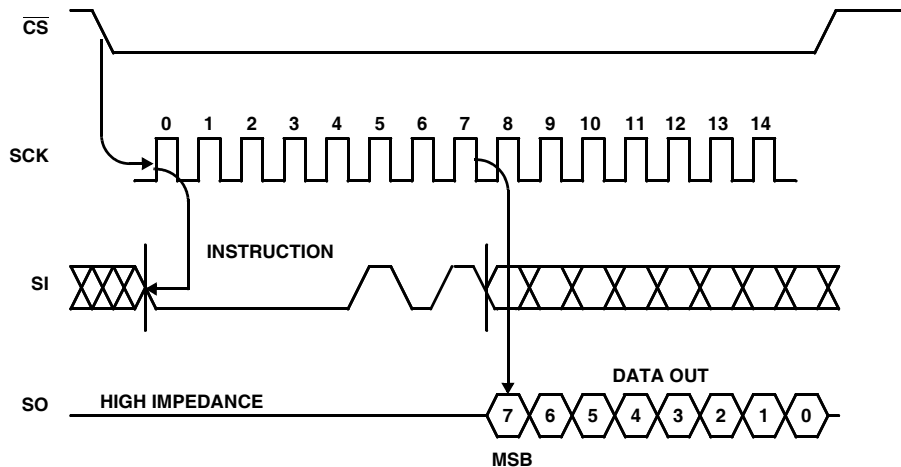 CS
0 1 2 3 4 5 6 7 8 9 10 11 12 13 14
SCK
INSTRUCTION
SI
DATA OUT
SO HIGH IMPEDANCE 7 6 5 4 3 2 1 0
MSB